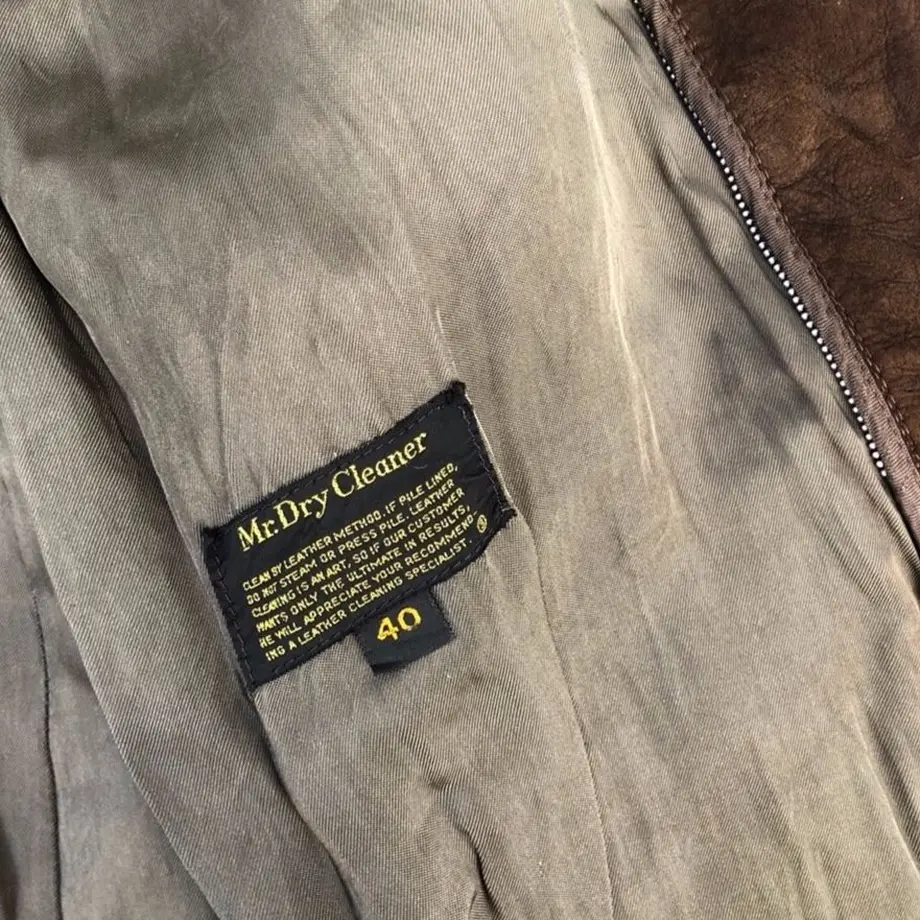 Mr. Dry Cleaner
CLEAN BY LEATHER METHOD. IF PILE LINED,
DO NOT STEAM OR PRESS PILE. LEATHER
CLEANING IS AN ART, SO IF OUR CUSTOMER
WANTS ONLY THE ULTIMATE IN RESULTS,
HE WILL APPRECIATE YOUR RECOMMEND
ING A LEATHER CLEANING SPECIALIST.
40